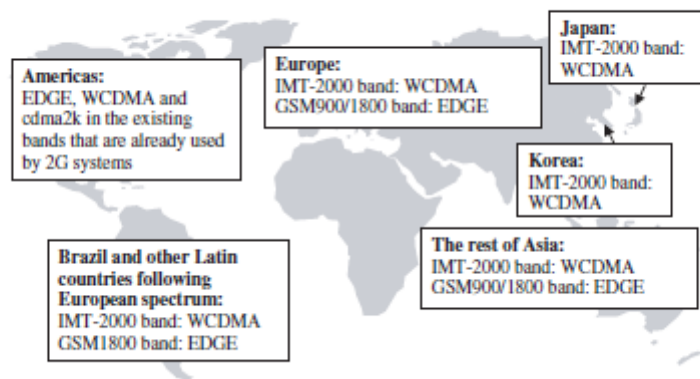 Americas:
EDGE, WCDMA and
cdma2k in the existing
bands that are already used
by 2G systems
Europe:
IMT-2000 band: WCDMA
GSM900/1800 band: EDGE
Japan:
IMT-2000 band:
WCDMA
Korea:
IMT-2000 band:
WCDMA
Brazil and other Latin
countries following
European spectrum:
IMT-2000 band: WCDMA
GSM1800 band: EDGE
The rest of Asia:
IMT-2000 band: WCDMA
GSM900/1800 band: EDGE